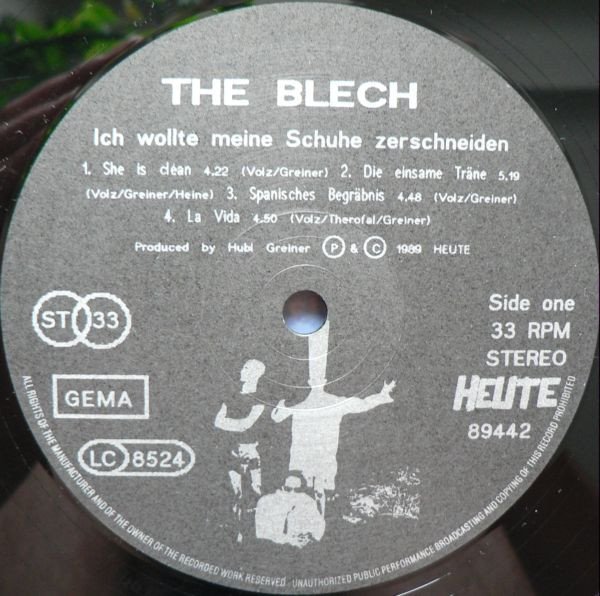 THE BLECH
Ich wollte meine Schuhe zerschneiden
1. She is clean 4.22 (Volz/Greiner) 2. Die einsame Träne 5.19
(Volz/Greiner/Heine) 3. Spanisches Begräbnis 4.48 (Volz/Greiner)
4. La Vida 4.50 (Volz/Therofal/Greiner)
Produced by Hubl Greiner Ⓟ & Ⓒ 1989 HEUTE
ST 33
Side one
33 RPM
STEREO
GEMA
HEUTE
89442
LC 8524
ALL RIGHTS OF THE MANUFACTURER AND OF THE OWNER OF THE RECORDED WORK RESERVED UNAUTHORIZED PUBLIC PERFORMANCE BROADCASTING AND COPYING OF THIS RECORD PROHIBITED